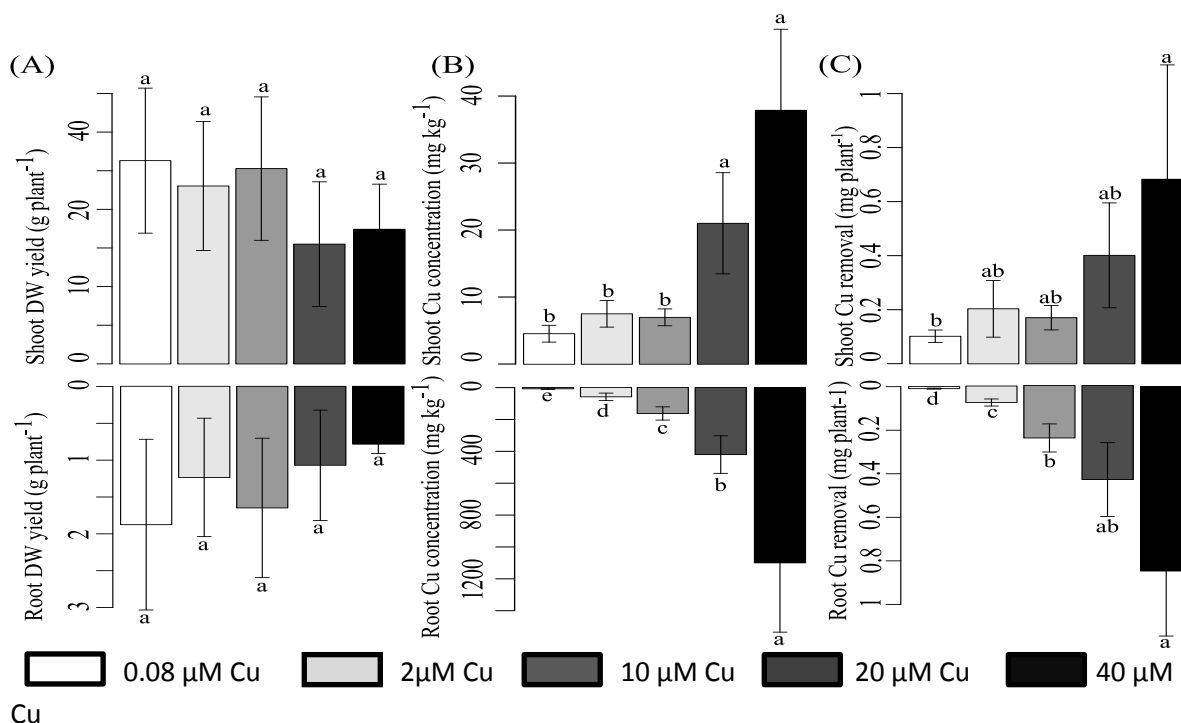 (A)
Shoot DW yield (g plant⁻¹)
40
20
10
0
a a a a a
Root DW yield (g plant⁻¹)
0
1
2
3
a a a a a
(B)
Shoot Cu concentration (mg kg⁻¹)
40
30
20
10
0
b b b a a
Root Cu concentration (mg kg⁻¹)
0
400
800
1200
e d c b a
(C)
Shoot Cu removal (mg plant⁻¹)
1
0.8
0.6
0.4
0.2
0
b ab ab ab a
Root Cu removal (mg plant-1)
0
0.2
0.4
0.6
0.8
1
d c b ab a
0.08 µM Cu 2µM Cu 10 µM Cu 20 µM Cu 40 µM
Cu